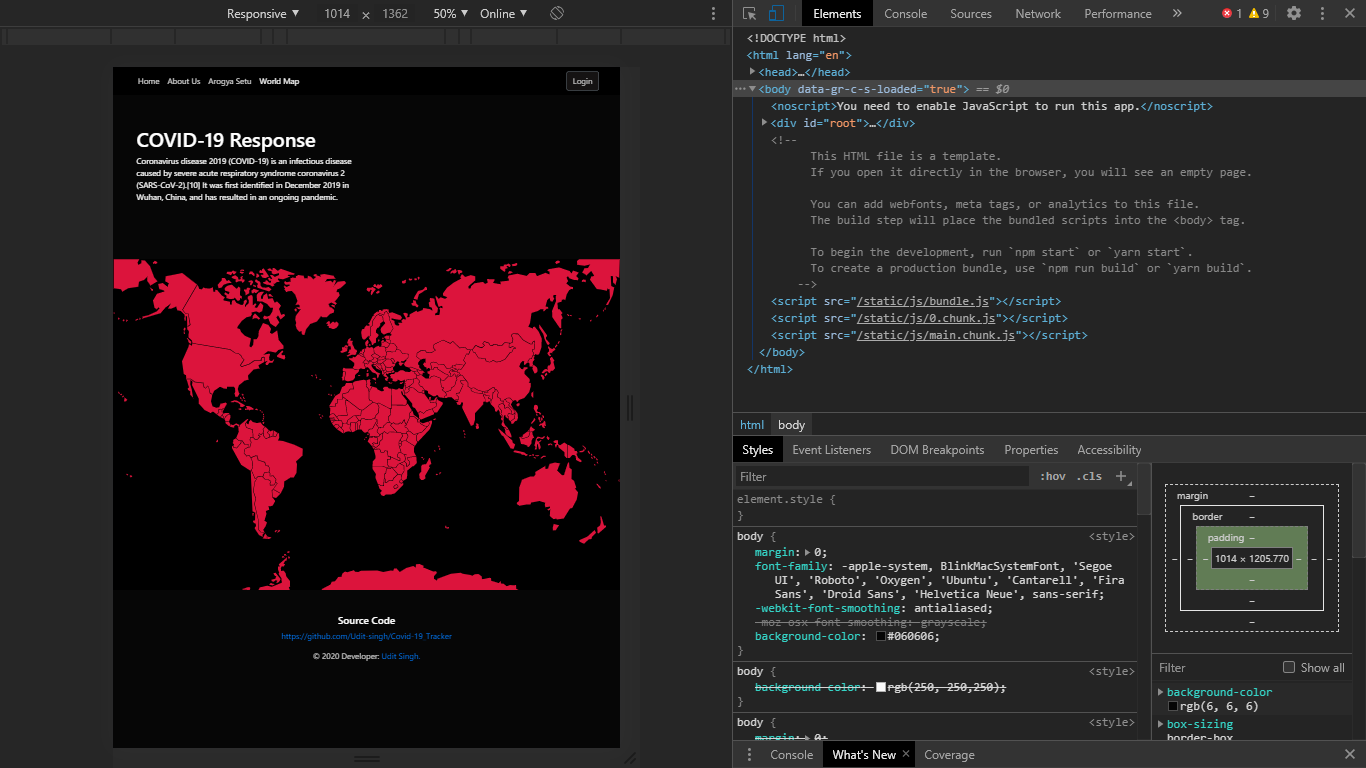 Responsive ▼ 1014 x 1362 50% ▼ Online ▼
Home About Us Arogya Setu World Map Login
COVID-19 Response
Coronavirus disease 2019 (COVID-19) is an infectious disease
caused by severe acute respiratory syndrome coronavirus 2
(SARS-CoV-2).[10] It was first identified in December 2019 in
Wuhan, China, and has resulted in an ongoing pandemic.
Source Code
https://github.com/Udit-singh/Covid-19_Tracker
© 2020 Developer: Udit Singh.
Elements Console Sources Network Performance » 1 9
<!DOCTYPE html>
<html lang="en">
<head>…</head>
<body data-gr-c-s-loaded="true"> == $0
<noscript>You need to enable JavaScript to run this app.</noscript>
<div id="root">…</div>
<!--
This HTML file is a template.
If you open it directly in the browser, you will see an empty page.
You can add webfonts, meta tags, or analytics to this file.
The build step will place the bundled scripts into the <body> tag.
To begin the development, run `npm start` or `yarn start`.
To create a production bundle, use `npm run build` or `yarn build`.
-->
<script src="/static/js/bundle.js"></script>
<script src="/static/js/0.chunk.js"></script>
<script src="/static/js/main.chunk.js"></script>
</body>
</html>
html body
Styles Event Listeners DOM Breakpoints Properties Accessibility
Filter :hov .cls +
element.style {
}
body { <style>
margin: 0;
font-family: -apple-system, BlinkMacSystemFont, 'Segoe
UI', 'Roboto', 'Oxygen', 'Ubuntu', 'Cantarell', 'Fira
Sans', 'Droid Sans', 'Helvetica Neue', sans-serif;
-webkit-font-smoothing: antialiased;
-moz-osx-font-smoothing: grayscale;
background-color: #060606;
}
body { <style>
background-color: rgb(250, 250,250);
}
body { <style>
margin: 0;
margin –
border –
padding –
– – – 1014 × 1205.770 – – –
–
–
–
Filter Show all
background-color
rgb(6, 6, 6)
box-sizing
border-box
Console What's New × Coverage